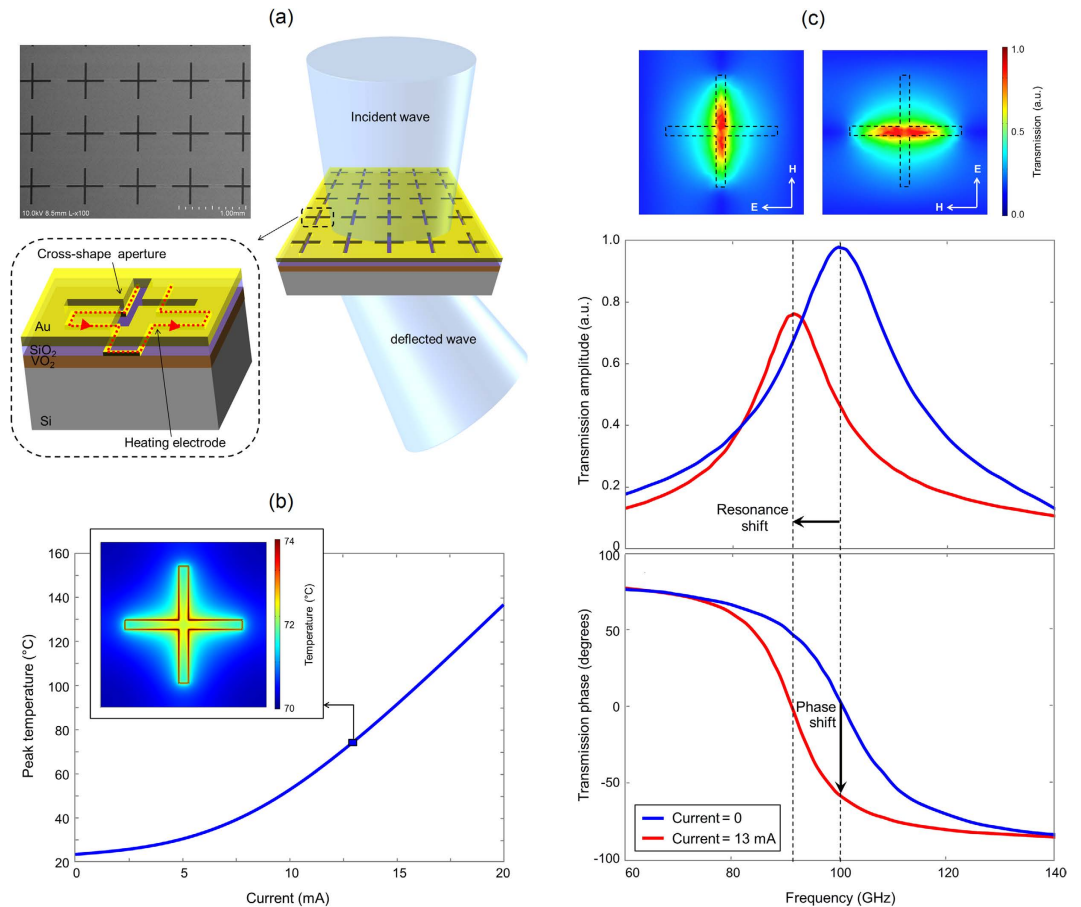 (a)
10.0kV 8.5mm L-x100
1.00mm
Incident wave
deflected wave
Cross-shape aperture
Au
SiO₂
VO₂
Si
Heating electrode
(b)
160
140
120
100
80
60
40
20
Peak temperature (°C)
74
72
70
Temperature (°C)
0
5
10
15
20
Current (mA)
(c)
H
E
E
H
1.0
0.5
0.0
Transmission (a.u.)
1.0
0.8
0.6
0.4
0.2
0
Transmission amplitude (a.u.)
Resonance
shift
100
50
0
-50
-100
Transmission phase (degrees)
Phase
shift
Current = 0
Current = 13 mA
60
80
100
120
140
Frequency (GHz)